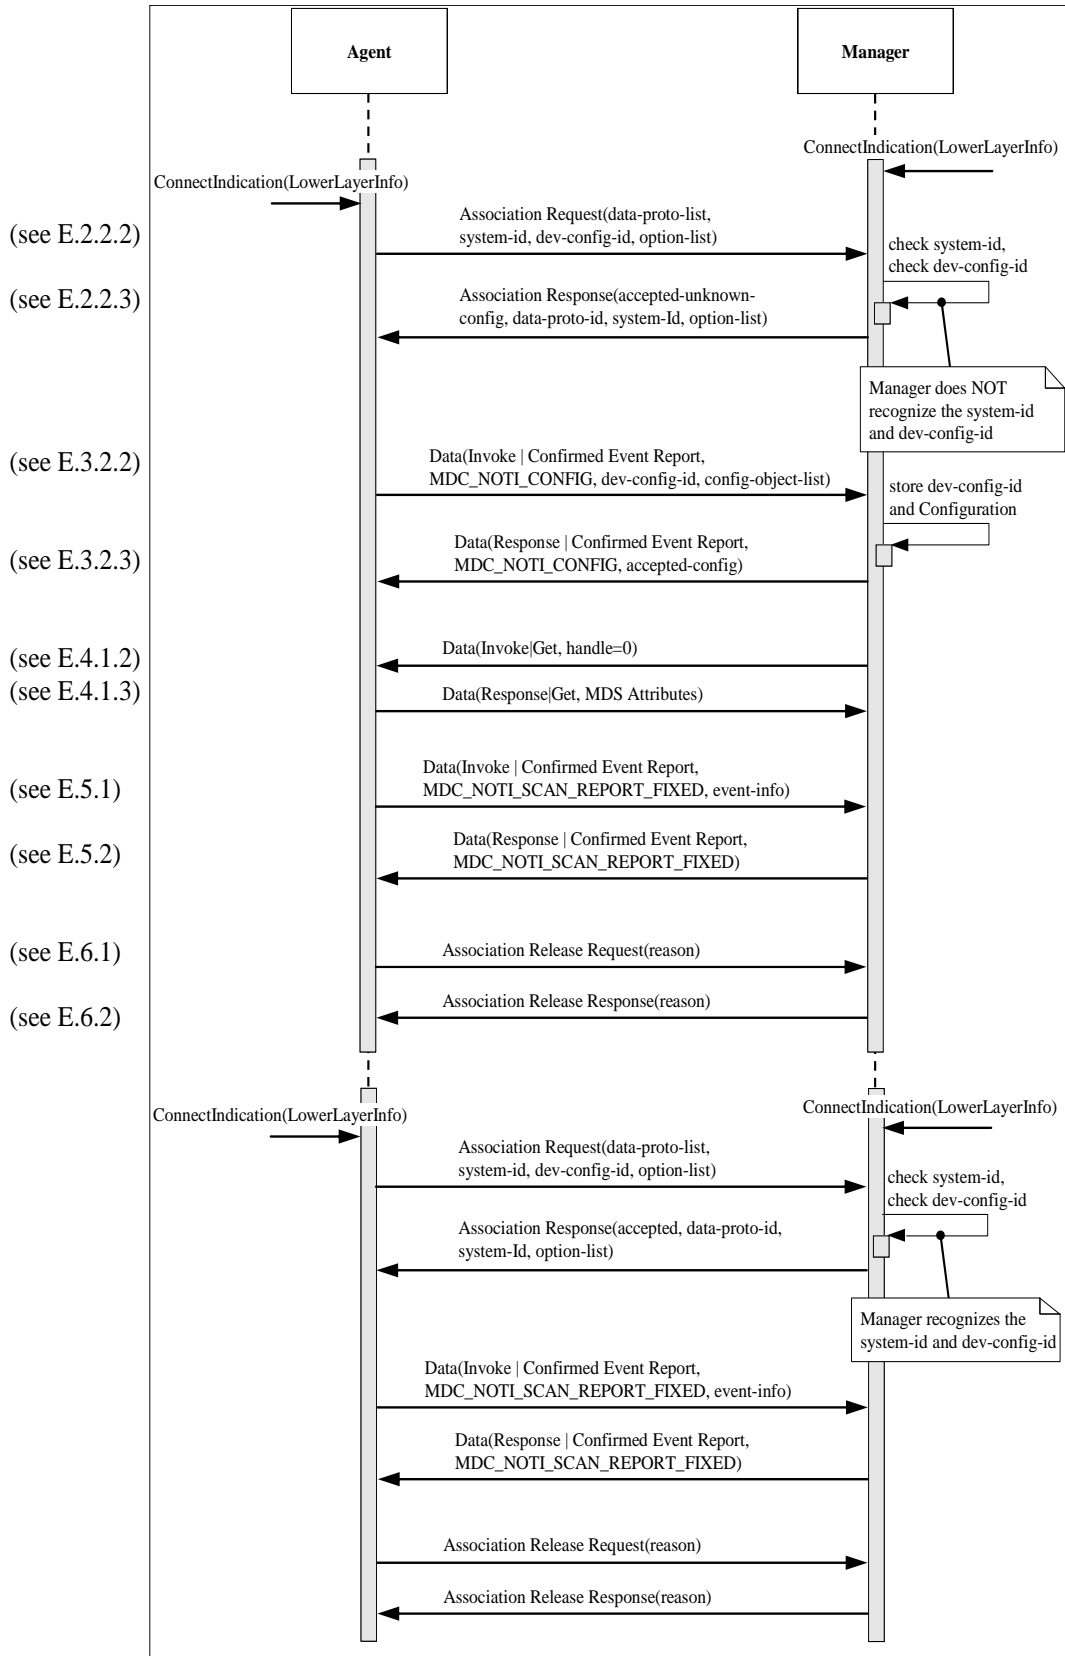 Agent
Manager
ConnectIndication(LowerLayerInfo)
ConnectIndication(LowerLayerInfo)
(see E.2.2.2)
Association Request(data-proto-list,
system-id, dev-config-id, option-list)
check system-id,
check dev-config-id
(see E.2.2.3)
Association Response(accepted-unknown-
config, data-proto-id, system-Id, option-list)
Manager does NOT
recognize the system-id
and dev-config-id
(see E.3.2.2)
Data(Invoke | Confirmed Event Report,
MDC_NOTI_CONFIG, dev-config-id, config-object-list)
store dev-config-id
and Configuration
(see E.3.2.3)
Data(Response | Confirmed Event Report,
MDC_NOTI_CONFIG, accepted-config)
(see E.4.1.2)
Data(Invoke|Get, handle=0)
(see E.4.1.3)
Data(Response|Get, MDS Attributes)
(see E.5.1)
Data(Invoke | Confirmed Event Report,
MDC_NOTI_SCAN_REPORT_FIXED, event-info)
(see E.5.2)
Data(Response | Confirmed Event Report,
MDC_NOTI_SCAN_REPORT_FIXED)
(see E.6.1)
Association Release Request(reason)
(see E.6.2)
Association Release Response(reason)
ConnectIndication(LowerLayerInfo)
ConnectIndication(LowerLayerInfo)
Association Request(data-proto-list,
system-id, dev-config-id, option-list)
check system-id,
check dev-config-id
Association Response(accepted, data-proto-id,
system-Id, option-list)
Manager recognizes the
system-id and dev-config-id
Data(Invoke | Confirmed Event Report,
MDC_NOTI_SCAN_REPORT_FIXED, event-info)
Data(Response | Confirmed Event Report,
MDC_NOTI_SCAN_REPORT_FIXED)
Association Release Request(reason)
Association Release Response(reason)